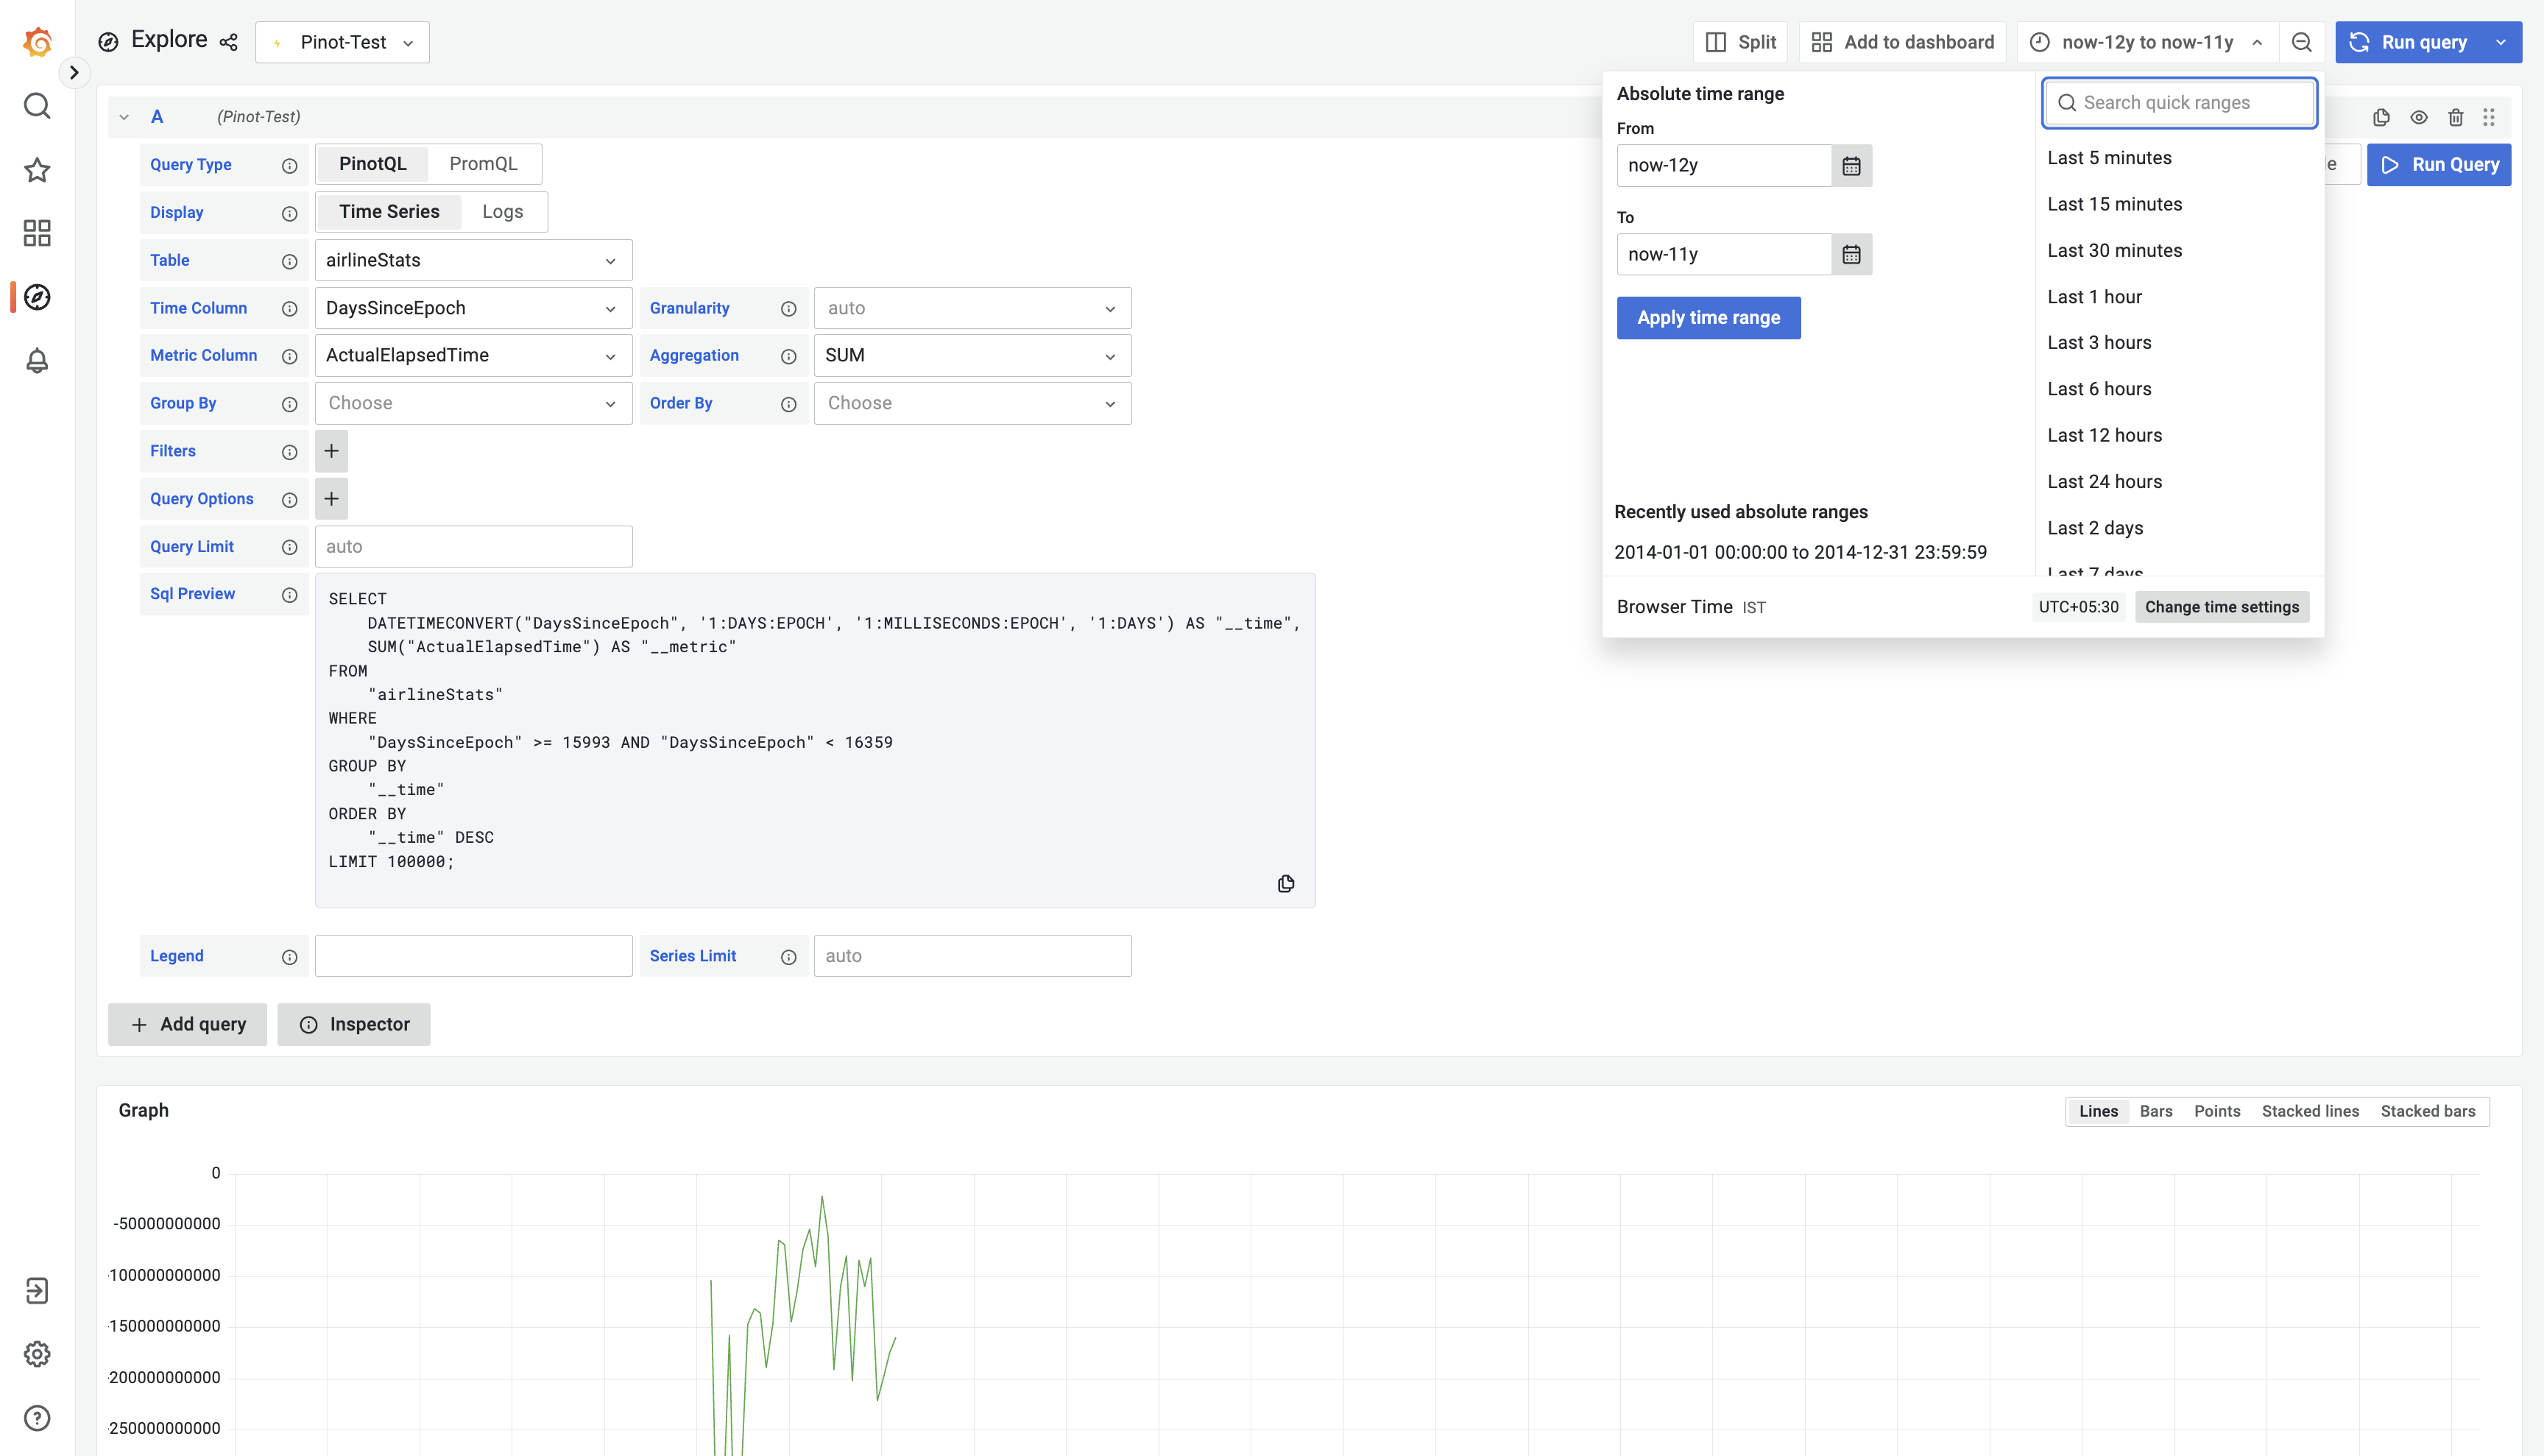 Explore
Pinot-Test
Split
Add to dashboard
now-12y to now-11y
Run query
A
(Pinot-Test)
Query Type
PinotQL
PromQL
Run Query
Display
Time Series
Logs
Table
airlineStats
Time Column
DaysSinceEpoch
Granularity
auto
Metric Column
ActualElapsedTime
Aggregation
SUM
Group By
Choose
Order By
Choose
Filters
Query Options
Query Limit
auto
Sql Preview
SELECT
DATETIMECONVERT("DaysSinceEpoch", '1:DAYS:EPOCH', '1:MILLISECONDS:EPOCH', '1:DAYS') AS "__time",
SUM("ActualElapsedTime") AS "__metric"
FROM
"airlineStats"
WHERE
"DaysSinceEpoch" >= 15993 AND "DaysSinceEpoch" < 16359
GROUP BY
"__time"
ORDER BY
"__time" DESC
LIMIT 100000;
Legend
Series Limit
auto
Add query
Inspector
Absolute time range
From
now-12y
To
now-11y
Apply time range
Recently used absolute ranges
2014-01-01 00:00:00 to 2014-12-31 23:59:59
Search quick ranges
Last 5 minutes
Last 15 minutes
Last 30 minutes
Last 1 hour
Last 3 hours
Last 6 hours
Last 12 hours
Last 24 hours
Last 2 days
Last 7 days
Browser Time IST
UTC+05:30
Change time settings
Graph
Lines
Bars
Points
Stacked lines
Stacked bars
0
-50000000000
-100000000000
-150000000000
-200000000000
-250000000000